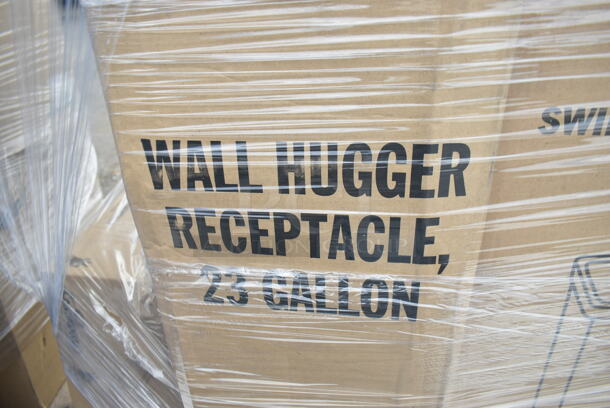 WALL HUGGER
RECEPTACLE,
23 GALLON